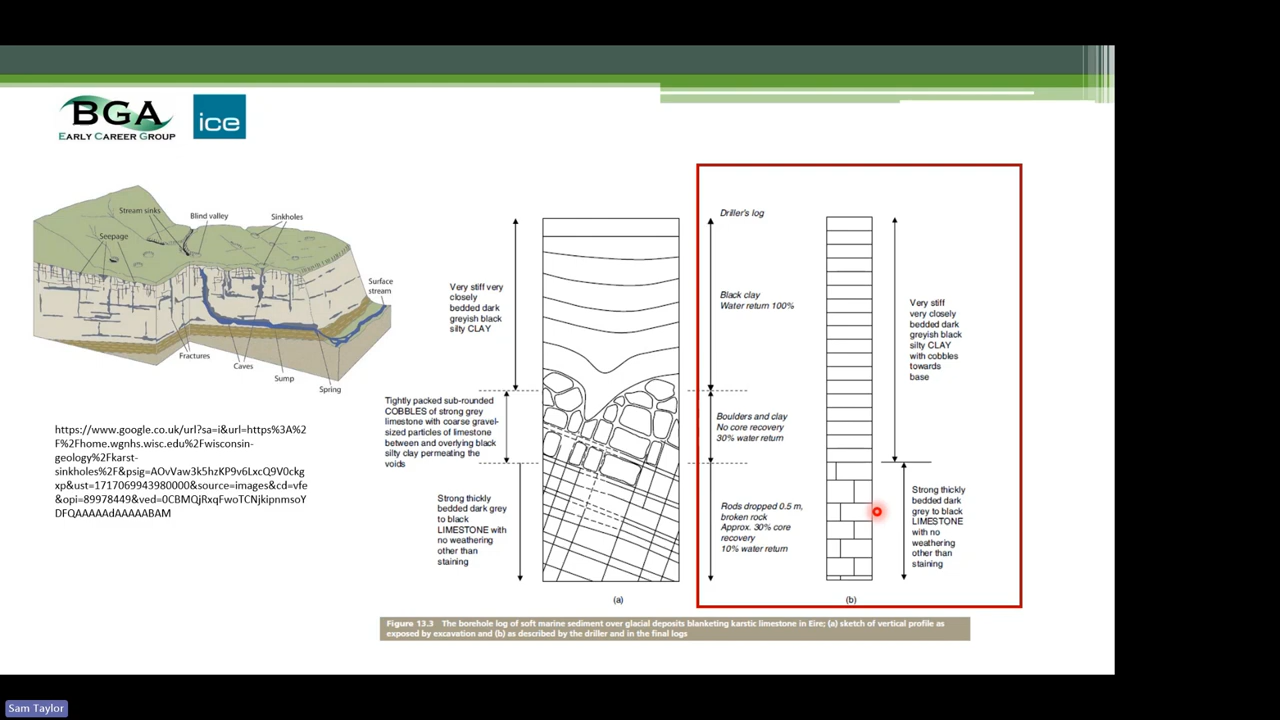 BGA
EARLY CAREER GROUP
ice
Stream sinks
Blind valley
Sinkholes
Seepage
Surface
stream
Fractures
Caves
Sump
Spring
https://www.google.co.uk/url?sa=i&url=https%3A%2
F%2Fhome.wgnhs.wisc.edu%2Fwisconsin-
geology%2Fkarst-
sinkholes%2F&psig=AOvVaw3k5hzKP9v6LxcQ9V0ckg
xp&ust=1717069943980000&source=images&cd=vfe
&opi=89978449&ved=0CBMQjRxqFwoTCNjkipnmsoY
DFQAAAAAdAAAAABAM
Very stiff very
closely
bedded dark
greyish black
silty CLAY
Tightly packed sub-rounded
COBBLES of strong grey
limestone with coarse gravel-
sized particles of limestone
between and overlying black
silty clay permeating the
voids
Strong thickly
bedded dark grey
to black
LIMESTONE with
no weathering
other than
staining
(a)
Driller's log
Black clay
Water return 100%
Boulders and clay
No core recovery
30% water return
Rods dropped 0.5 m,
broken rock
Approx. 30% core
recovery
10% water return
Very stiff
very closely
bedded dark
greyish black
silty CLAY
with cobbles
towards
base
Strong thickly
bedded dark
grey to black
LIMESTONE
with no
weathering
other than
staining
(b)
Figure 13.3 The borehole log of soft marine sediment over glacial deposits blanketing karstic limestone in Eire; (a) sketch of vertical profile as
exposed by excavation and (b) as described by the driller and in the final logs
Sam Taylor